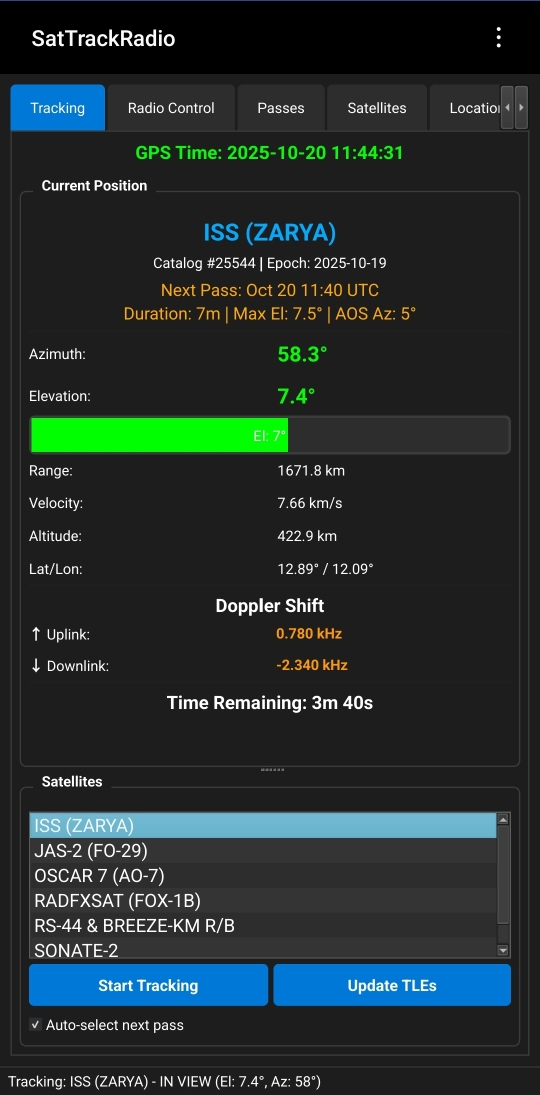 SatTrackRadio
Tracking Radio Control Passes Satellites
GPS Time: 2025-10-20 11:44:31
Current Position
ISS (ZARYA)
Catalog #25544 | Epoch: 2025-10-19
Next Pass: Oct 20 11:40 UTC
Duration: 7m | Max El: 7.5° | AOS Az: 5°
Azimuth: 58.3°
Elevation: 7.4°
El: 7°
Range: 1671.8 km
Velocity: 7.66 km/s
Altitude: 422.9 km
Lat/Lon: 12.89° / 12.09°
Doppler Shift
↑ Uplink: 0.780 kHz
↓ Downlink: -2.340 kHz
Time Remaining: 3m 40s
Satellites
ISS (ZARYA)
JAS-2 (FO-29)
OSCAR 7 (AO-7)
RADFXSAT (FOX-1B)
RS-44 & BREEZE-KM R/B
SONATE-2
Start Tracking Update TLEs
Auto-select next pass
Tracking: ISS (ZARYA) - IN VIEW (El: 7.4°, Az: 58°)